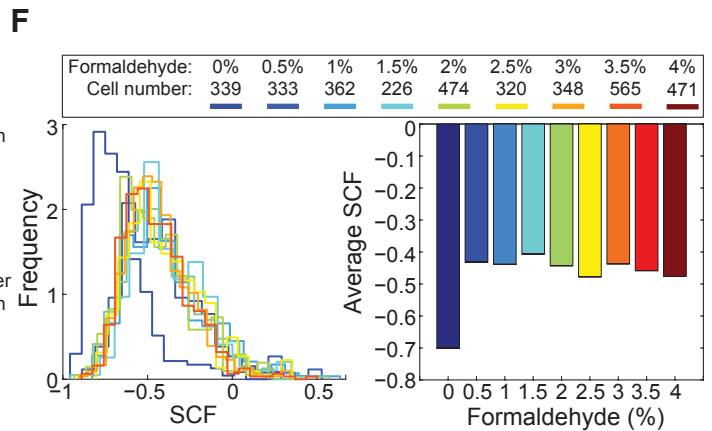 F
Formaldehyde: 0% 0.5% 1% 1.5% 2% 2.5% 3% 3.5% 4%
Cell number: 339 333 362 226 474 320 348 565 471
n
er
n
Frequency
3
2
1
0
−1 −0.5 0 0.5
SCF
Average SCF
0
−0.1
−0.2
−0.3
−0.4
−0.5
−0.6
−0.7
−0.8
0 0.5 1 1.5 2 2.5 3 3.5 4
Formaldehyde (%)